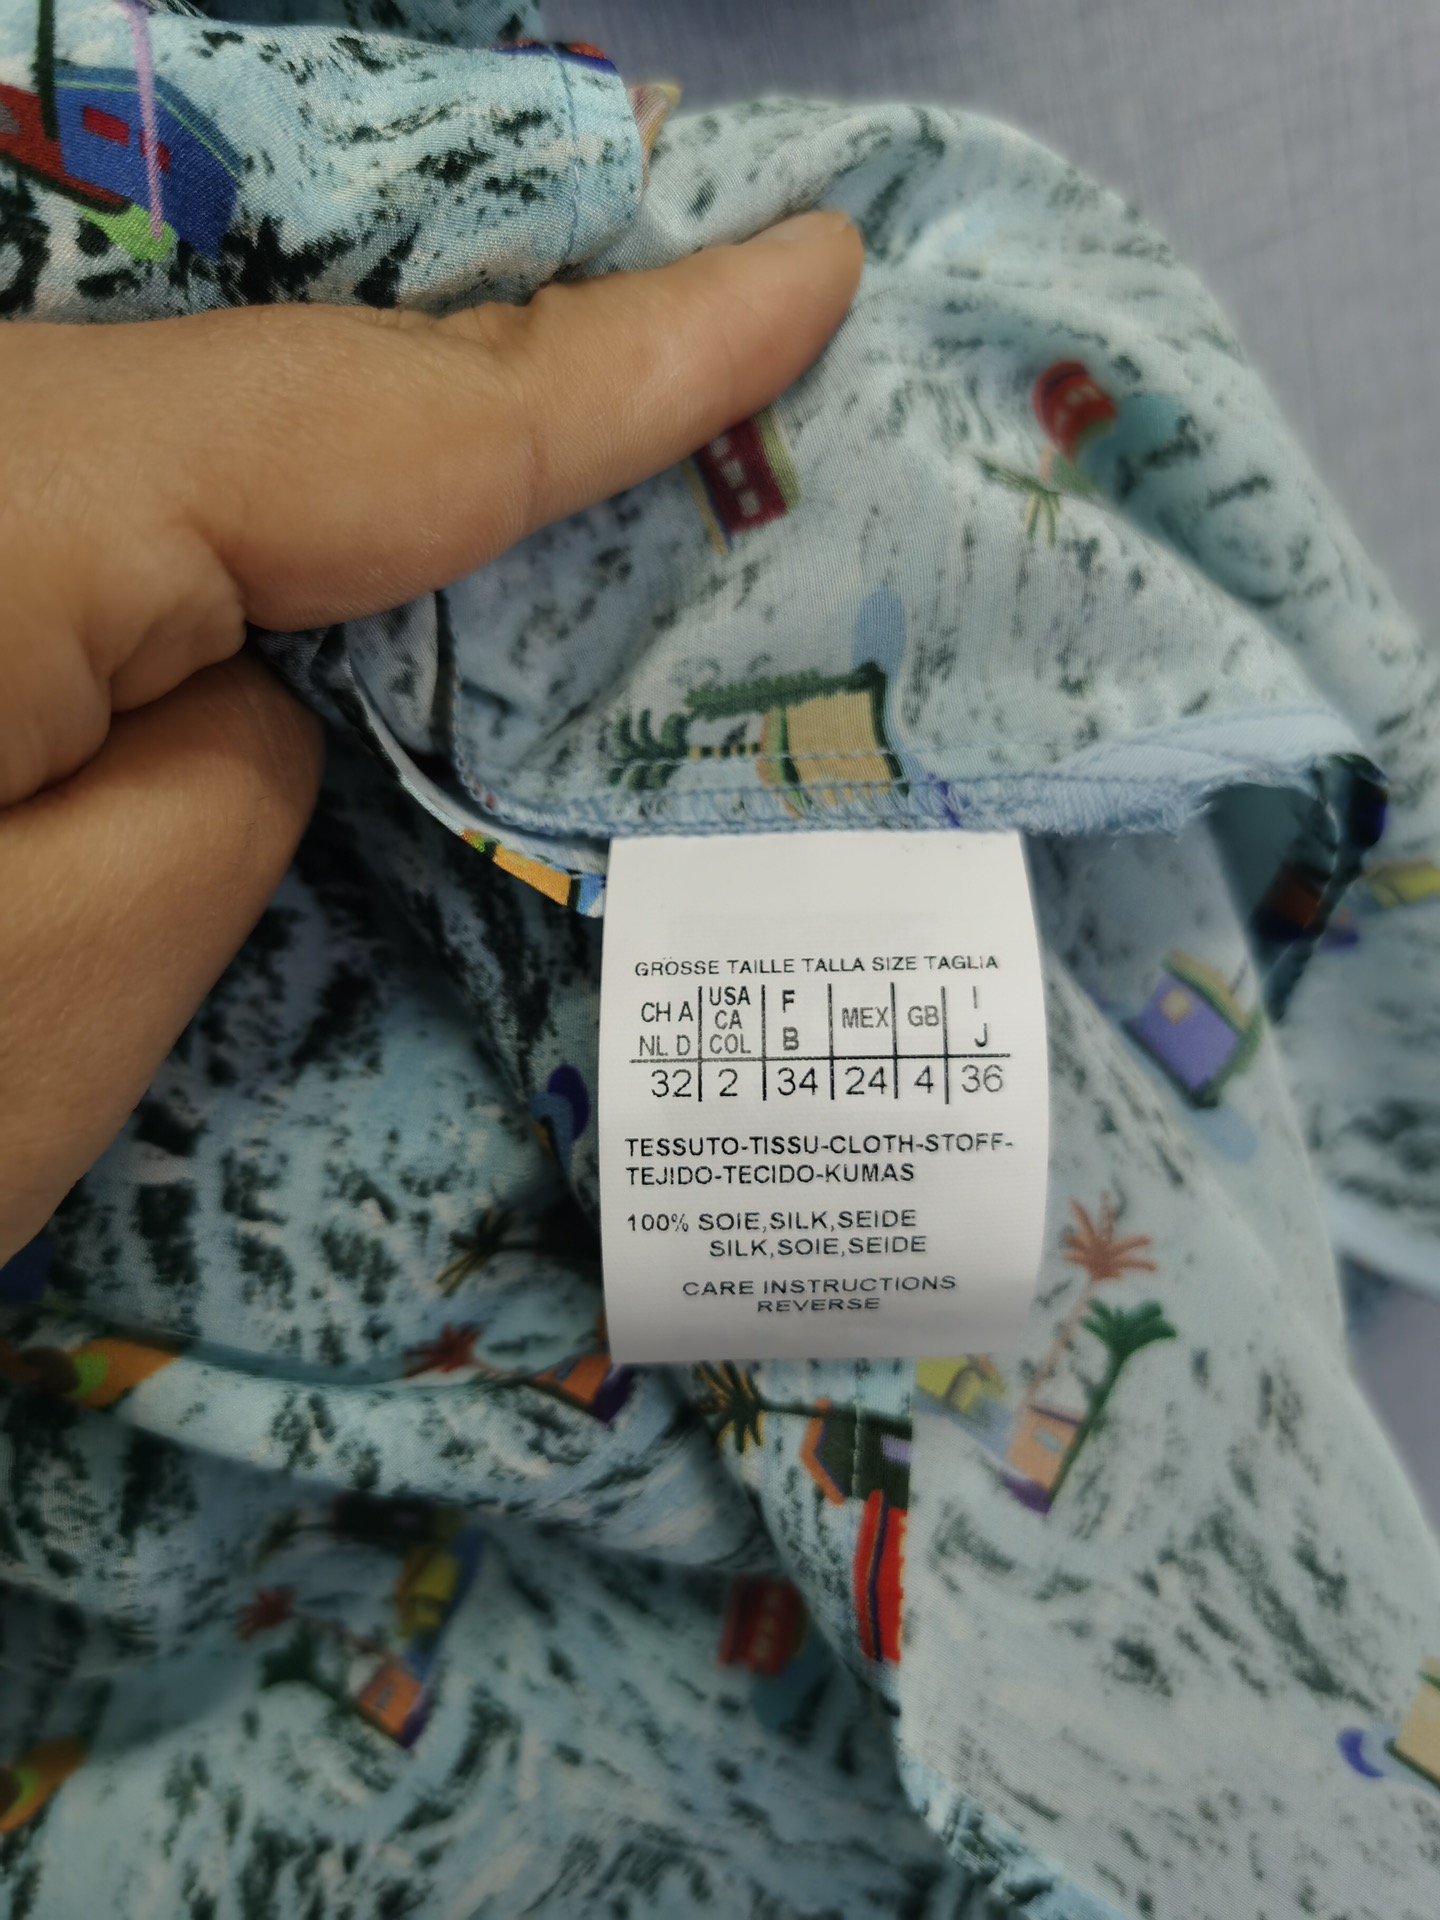 GRÖSSE TAILLE TALLA SIZE TAGLIA
CH A USA F MEX GB I
NL. D CA B J
COL
32 2 34 24 4 36
TESSUTO-TISSU-CLOTH-STOFF-
TEJIDO-TECIDO-KUMAS
100% SOIE,SILK,SEIDE
SILK,SOIE,SEIDE
CARE INSTRUCTIONS
REVERSE